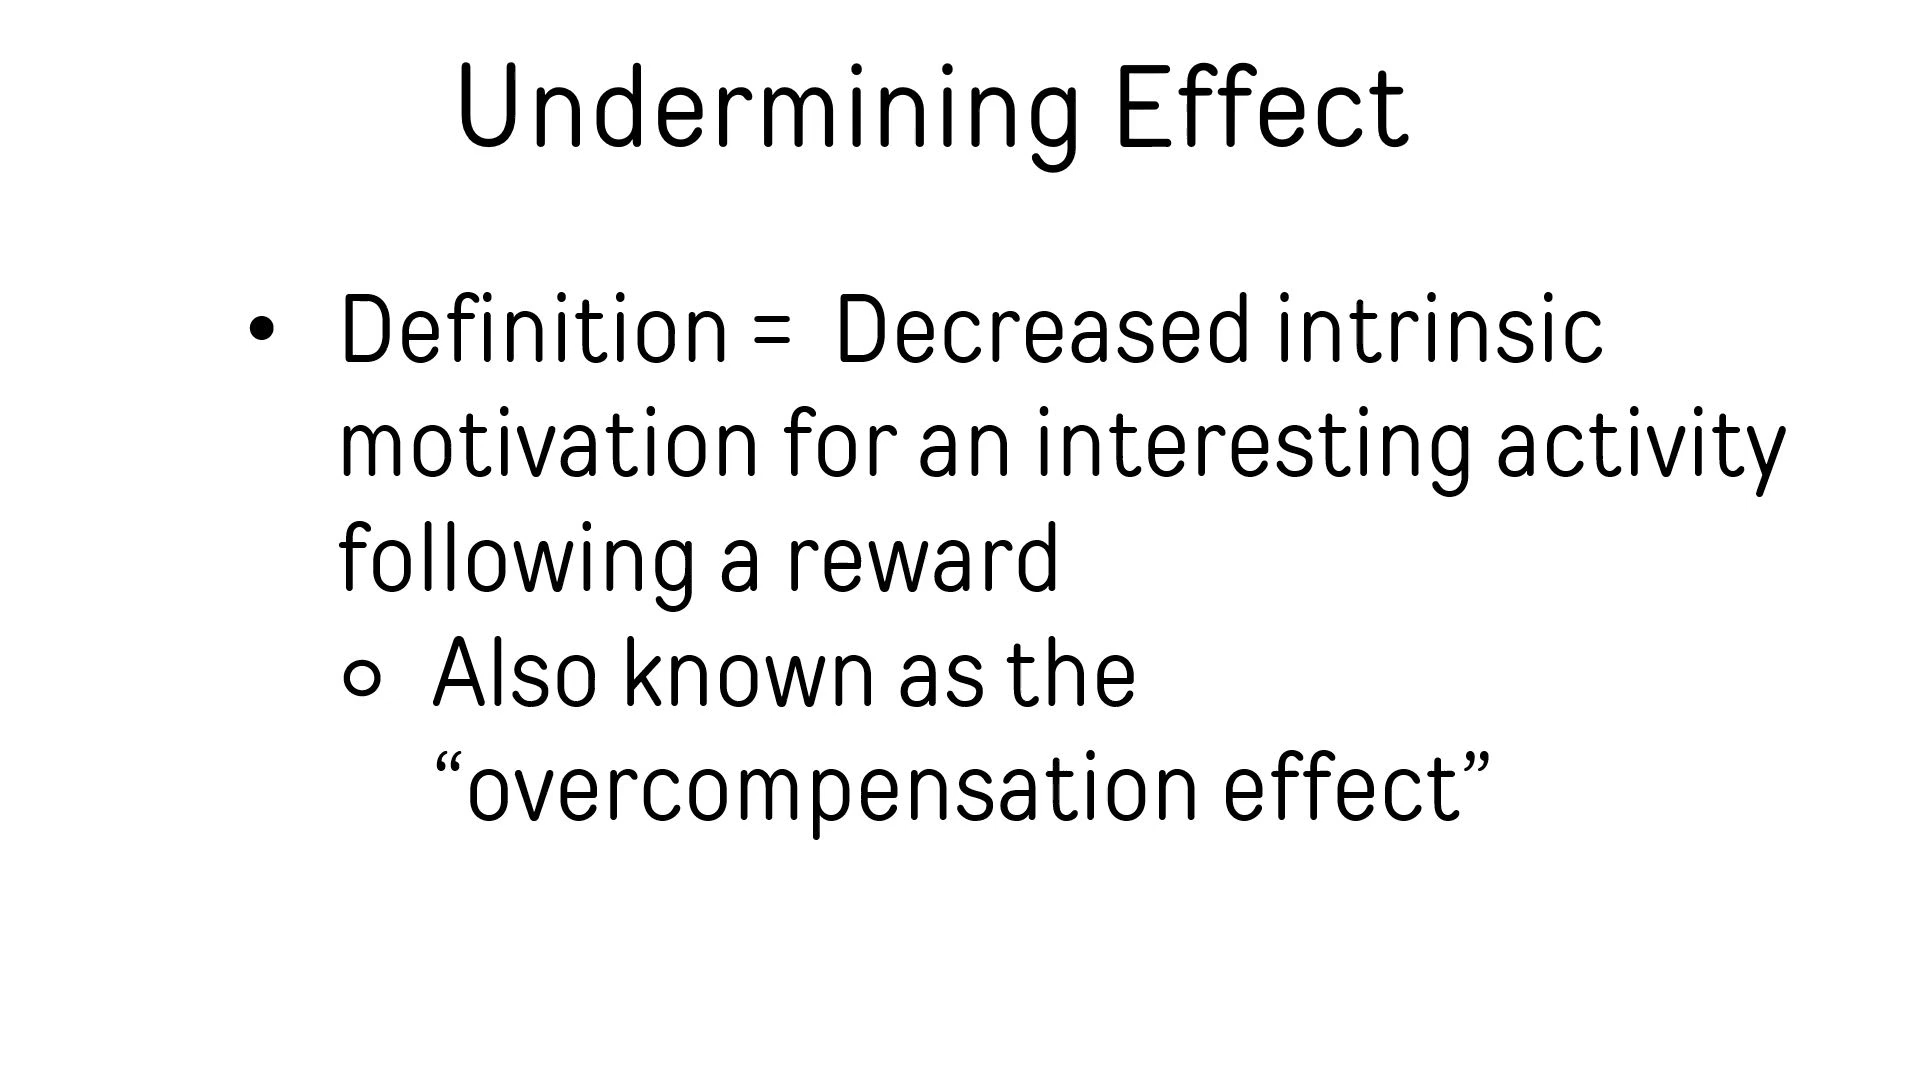 Undermining Effect
• Definition = Decreased intrinsic
motivation for an interesting activity
following a reward
○ Also known as the
“overcompensation effect”